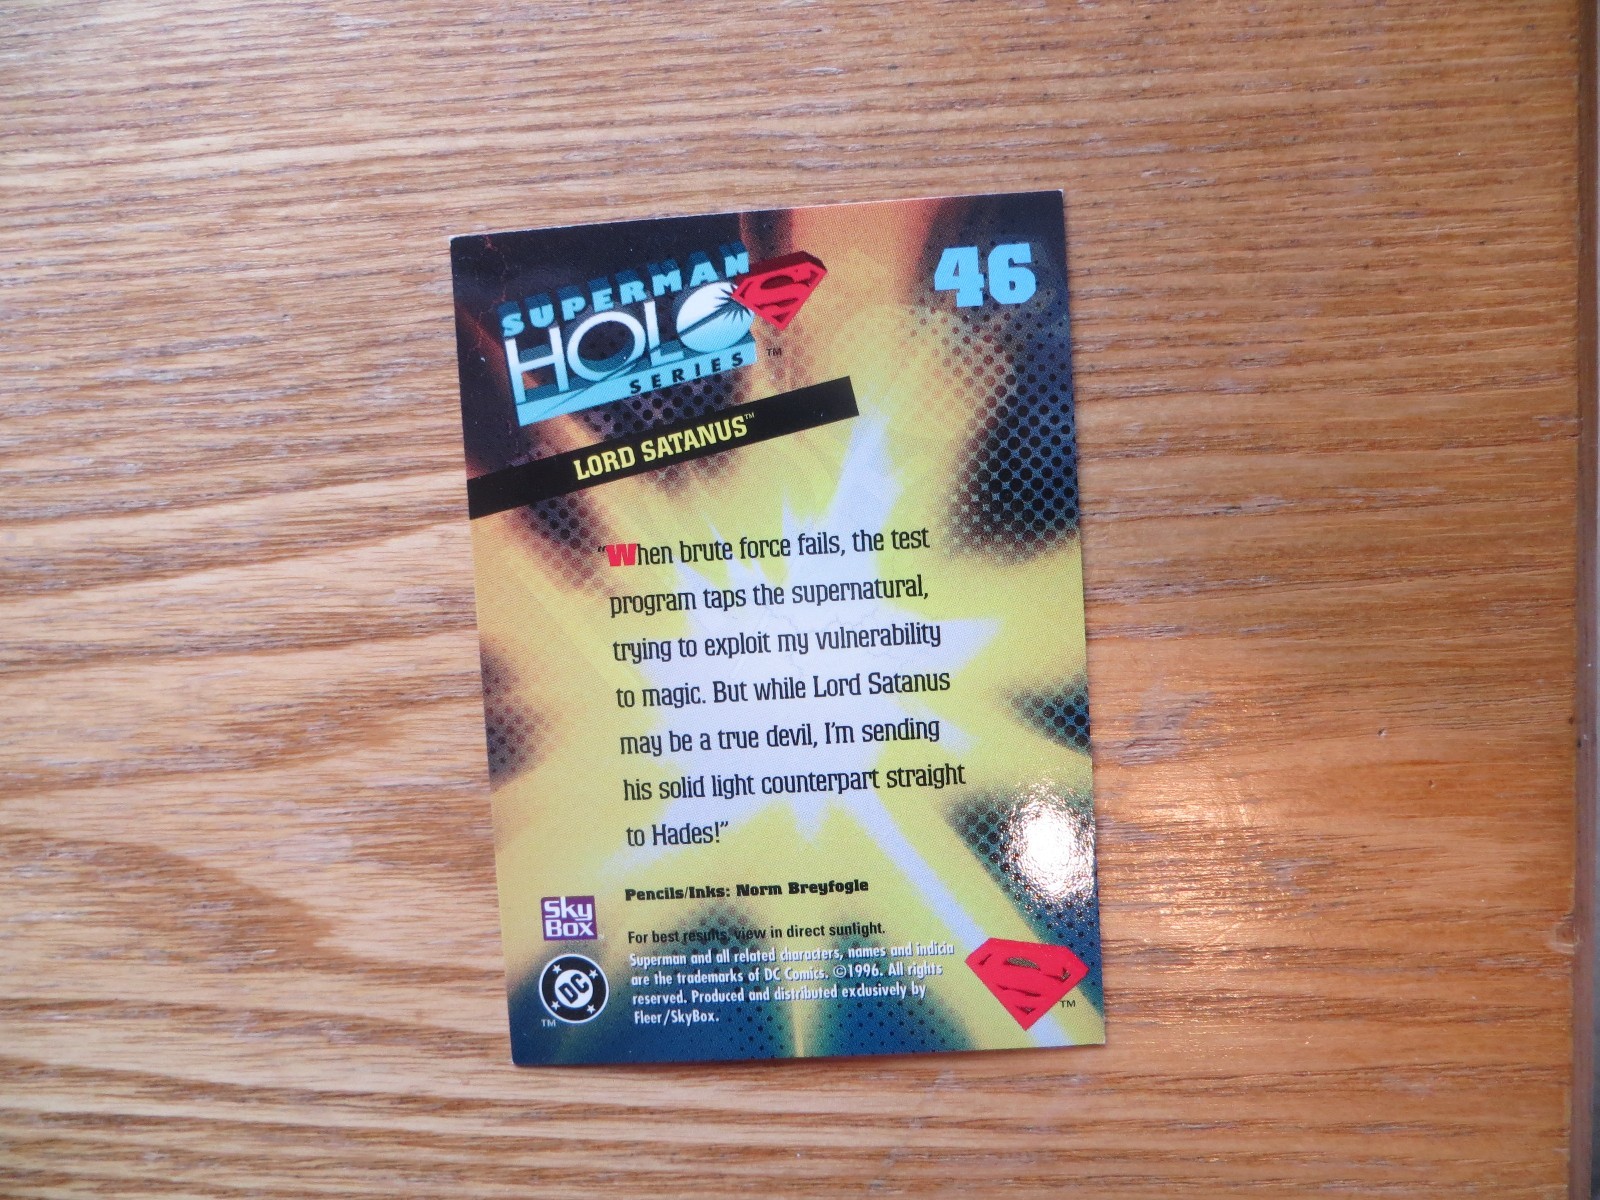 SUPERMAN
HOLO
SERIES™
46
LORD SATANUS™
"When brute force fails, the test
program taps the supernatural,
trying to exploit my vulnerability
to magic. But while Lord Satanus
may be a true devil, I'm sending
his solid light counterpart straight
to Hades!"
Pencils/Inks: Norm Breyfogle
For best results, view in direct sunlight.
Superman and all related characters, names and indicia
are the trademarks of DC Comics. ©1996. All rights
reserved. Produced and distributed exclusively by
Fleer/SkyBox.
Sky
Box
DC
TM
TM